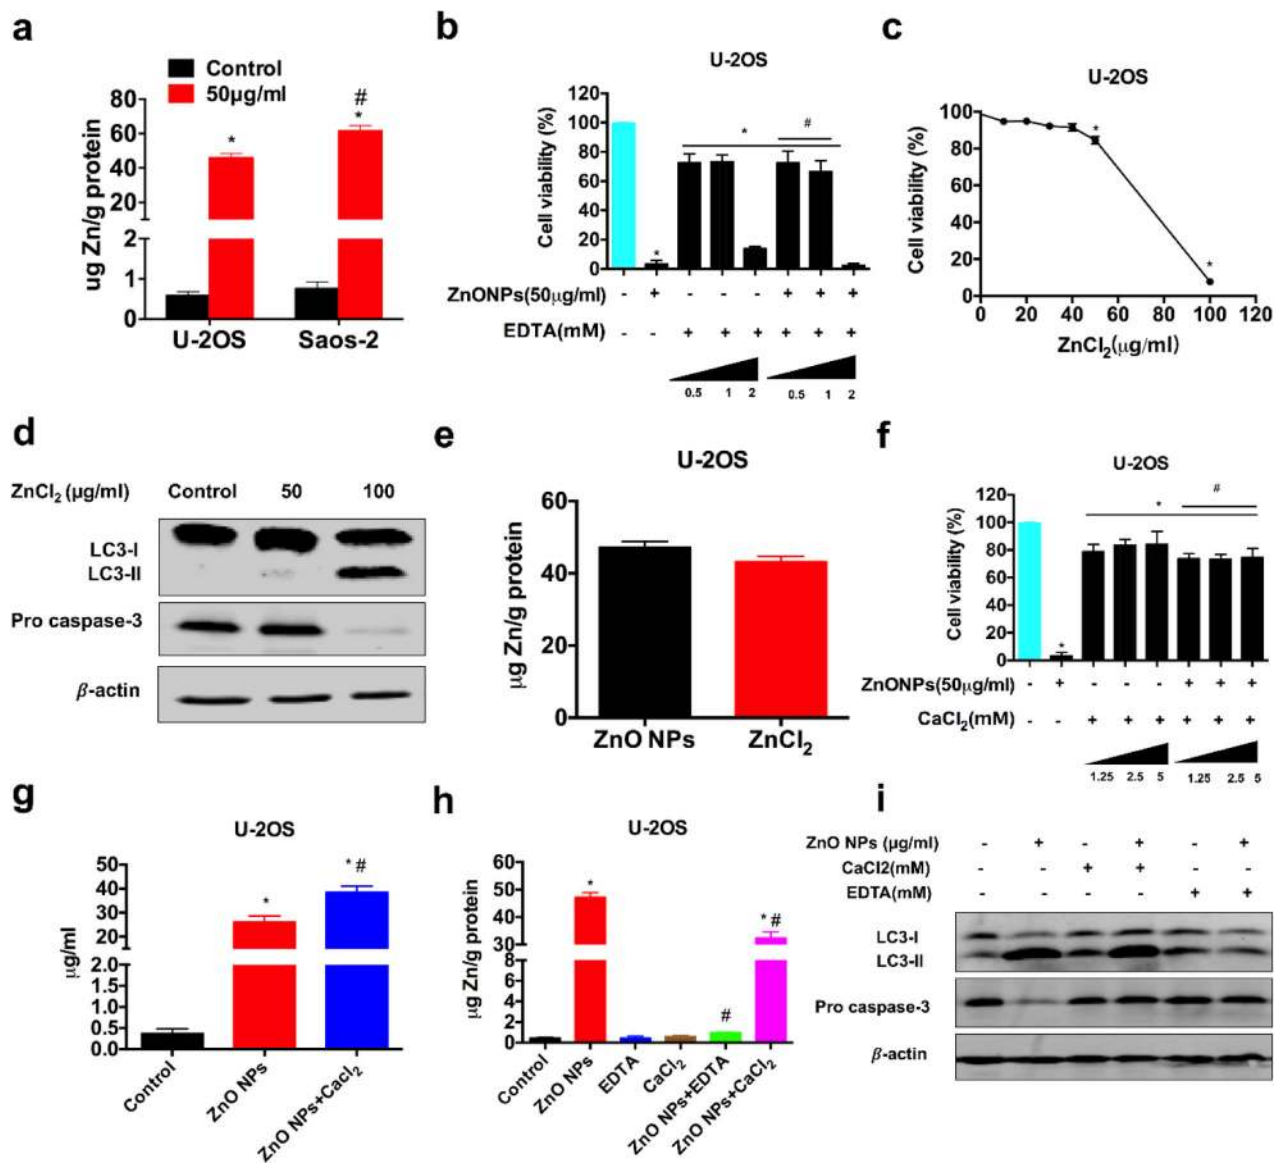 a
Control
50µg/ml
ug Zn/g protein
80
60
40
20
2
1
0
*
#
*
U-2OS
Saos-2
b
U-2OS
Cell viability (%)
120
100
80
60
40
20
0
*
*
#
ZnONPs(50µg/ml) - + - - - + + +
EDTA(mM) - - + + + + + +
0.5 1 2 0.5 1 2
c
U-2OS
Cell viability (%)
100
80
60
40
20
0
*
*
0 20 40 60 80 100 120
ZnCl₂(µg/ml)
d
ZnCl₂ (µg/ml) Control 50 100
LC3-I
LC3-II
Pro caspase-3
β-actin
e
U-2OS
µg Zn/g protein
60
40
20
0
ZnO NPs
ZnCl₂
f
U-2OS
Cell viability (%)
120
100
80
60
40
20
0
*
*
#
ZnONPs(50µg/ml) - + - - - + + +
CaCl₂(mM) - - + + + + + +
1.25 2.5 5 1.25 2.5 5
g
U-2OS
µg/ml
50
40
30
20
2.0
1.5
1.0
0.5
0.0
*
* #
Control
ZnO NPs
ZnO NPs+CaCl₂
h
U-2OS
µg Zn/g protein
60
50
40
30
8
6
4
2
0
*
#
* #
Control
ZnO NPs
EDTA
CaCl₂
ZnO NPs+EDTA
ZnO NPs+CaCl₂
i
ZnO NPs (µg/ml) - + - + - +
CaCl2(mM) - - + + - -
EDTA(mM) - - - - + +
LC3-I
LC3-II
Pro caspase-3
β-actin